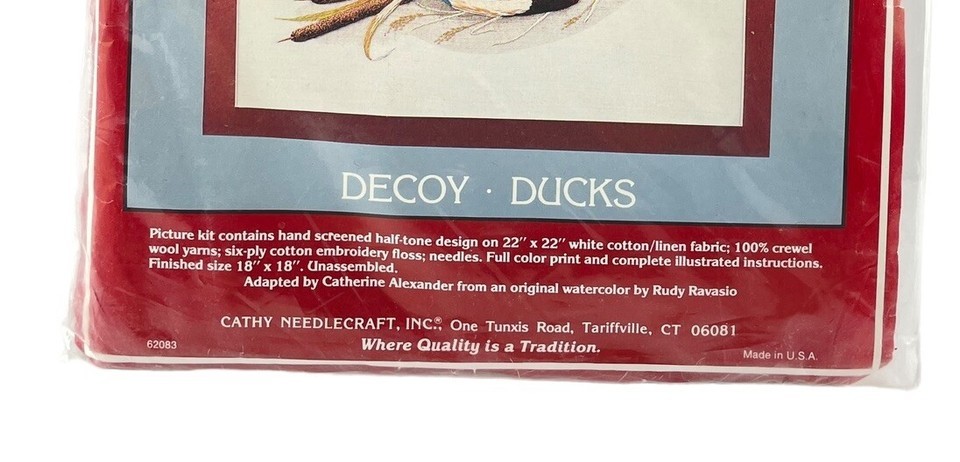 DECOY · DUCKS
Picture kit contains hand screened half-tone design on 22" x 22" white cotton/linen fabric; 100% crewel
wool yarns; six-ply cotton embroidery floss; needles. Full color print and complete illustrated instructions.
Finished size 18" x 18". Unassembled.
Adapted by Catherine Alexander from an original watercolor by Rudy Ravasio
CATHY NEEDLECRAFT, INC.®, One Tunxis Road, Tariffville, CT 06081
62083
Where Quality is a Tradition.
Made in U.S.A.